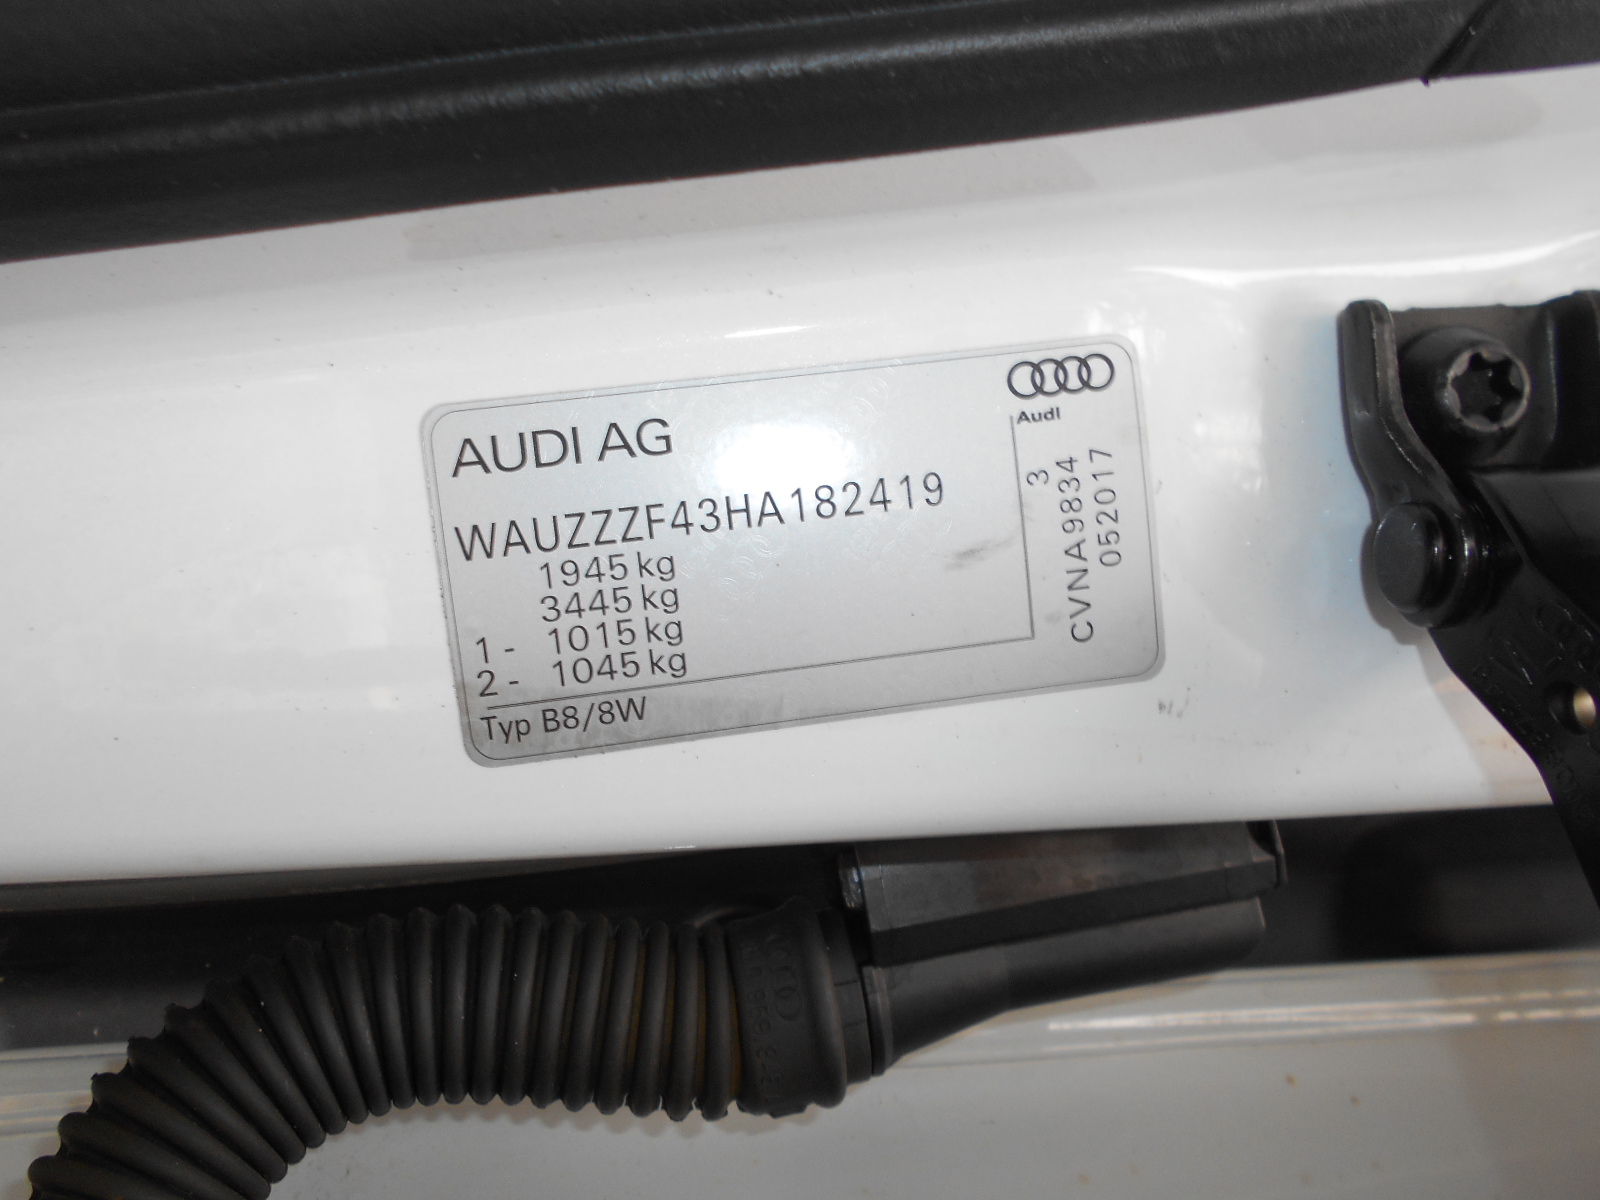 AUDI AG
Audi
WAUZZZF43HA182419
1945 kg
3445 kg
1 - 1015 kg
2 - 1045 kg
Typ B8/8W
3
CVNA9834
052017